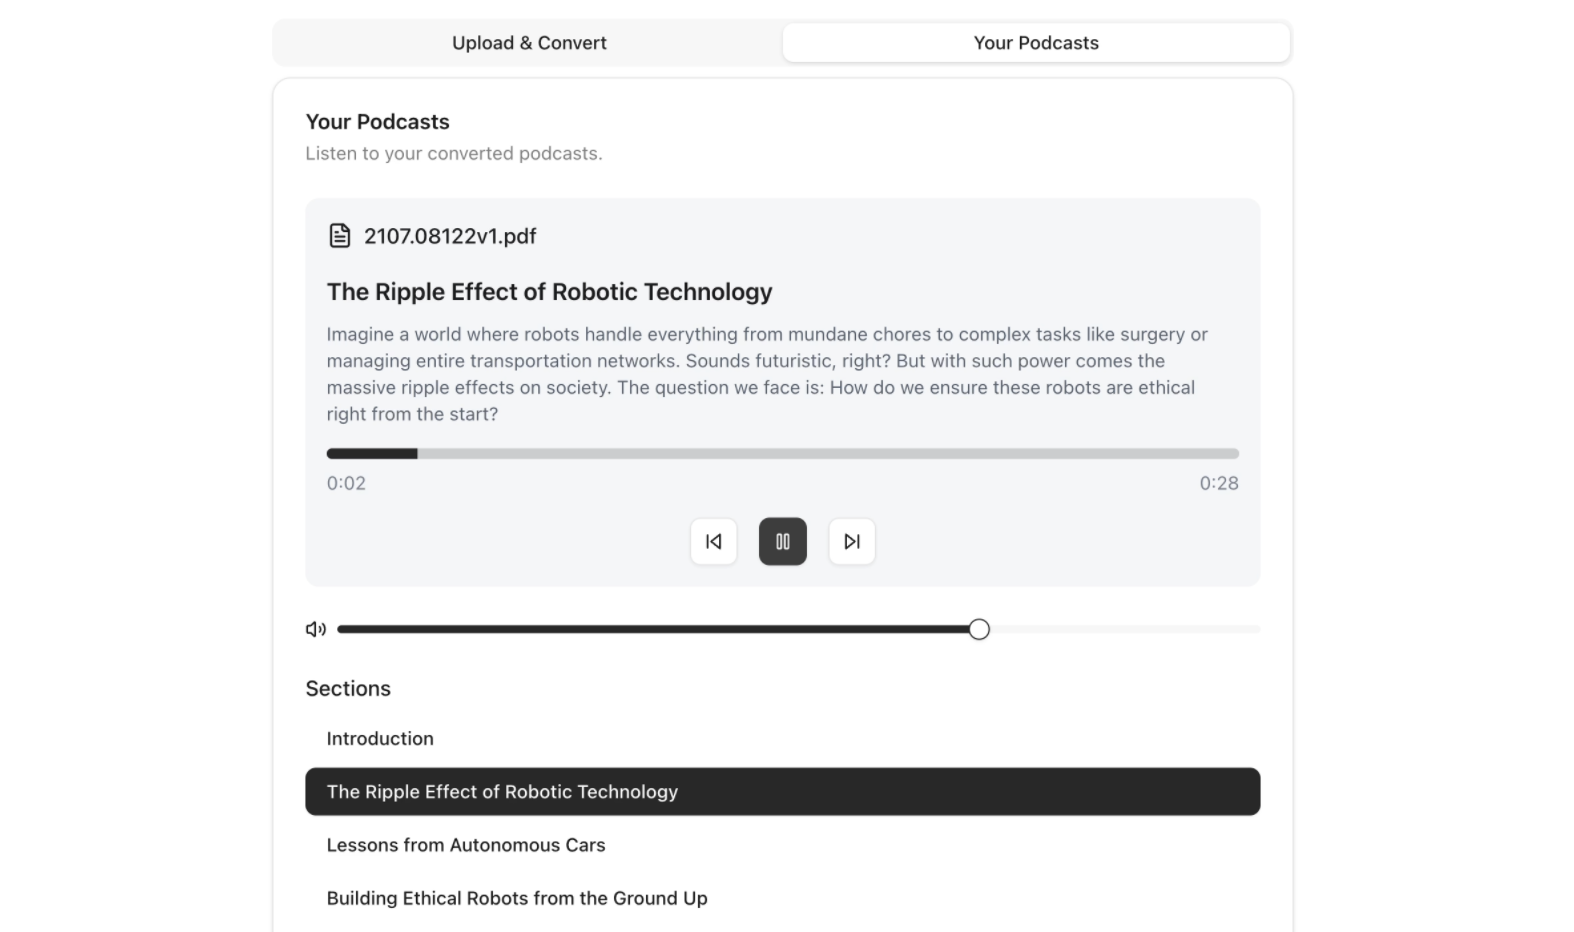 Upload & Convert
Your Podcasts
Your Podcasts
Listen to your converted podcasts.
2107.08122v1.pdf
The Ripple Effect of Robotic Technology
Imagine a world where robots handle everything from mundane chores to complex tasks like surgery or
managing entire transportation networks. Sounds futuristic, right? But with such power comes the
massive ripple effects on society. The question we face is: How do we ensure these robots are ethical
right from the start?
0:02
0:28
Sections
Introduction
The Ripple Effect of Robotic Technology
Lessons from Autonomous Cars
Building Ethical Robots from the Ground Up